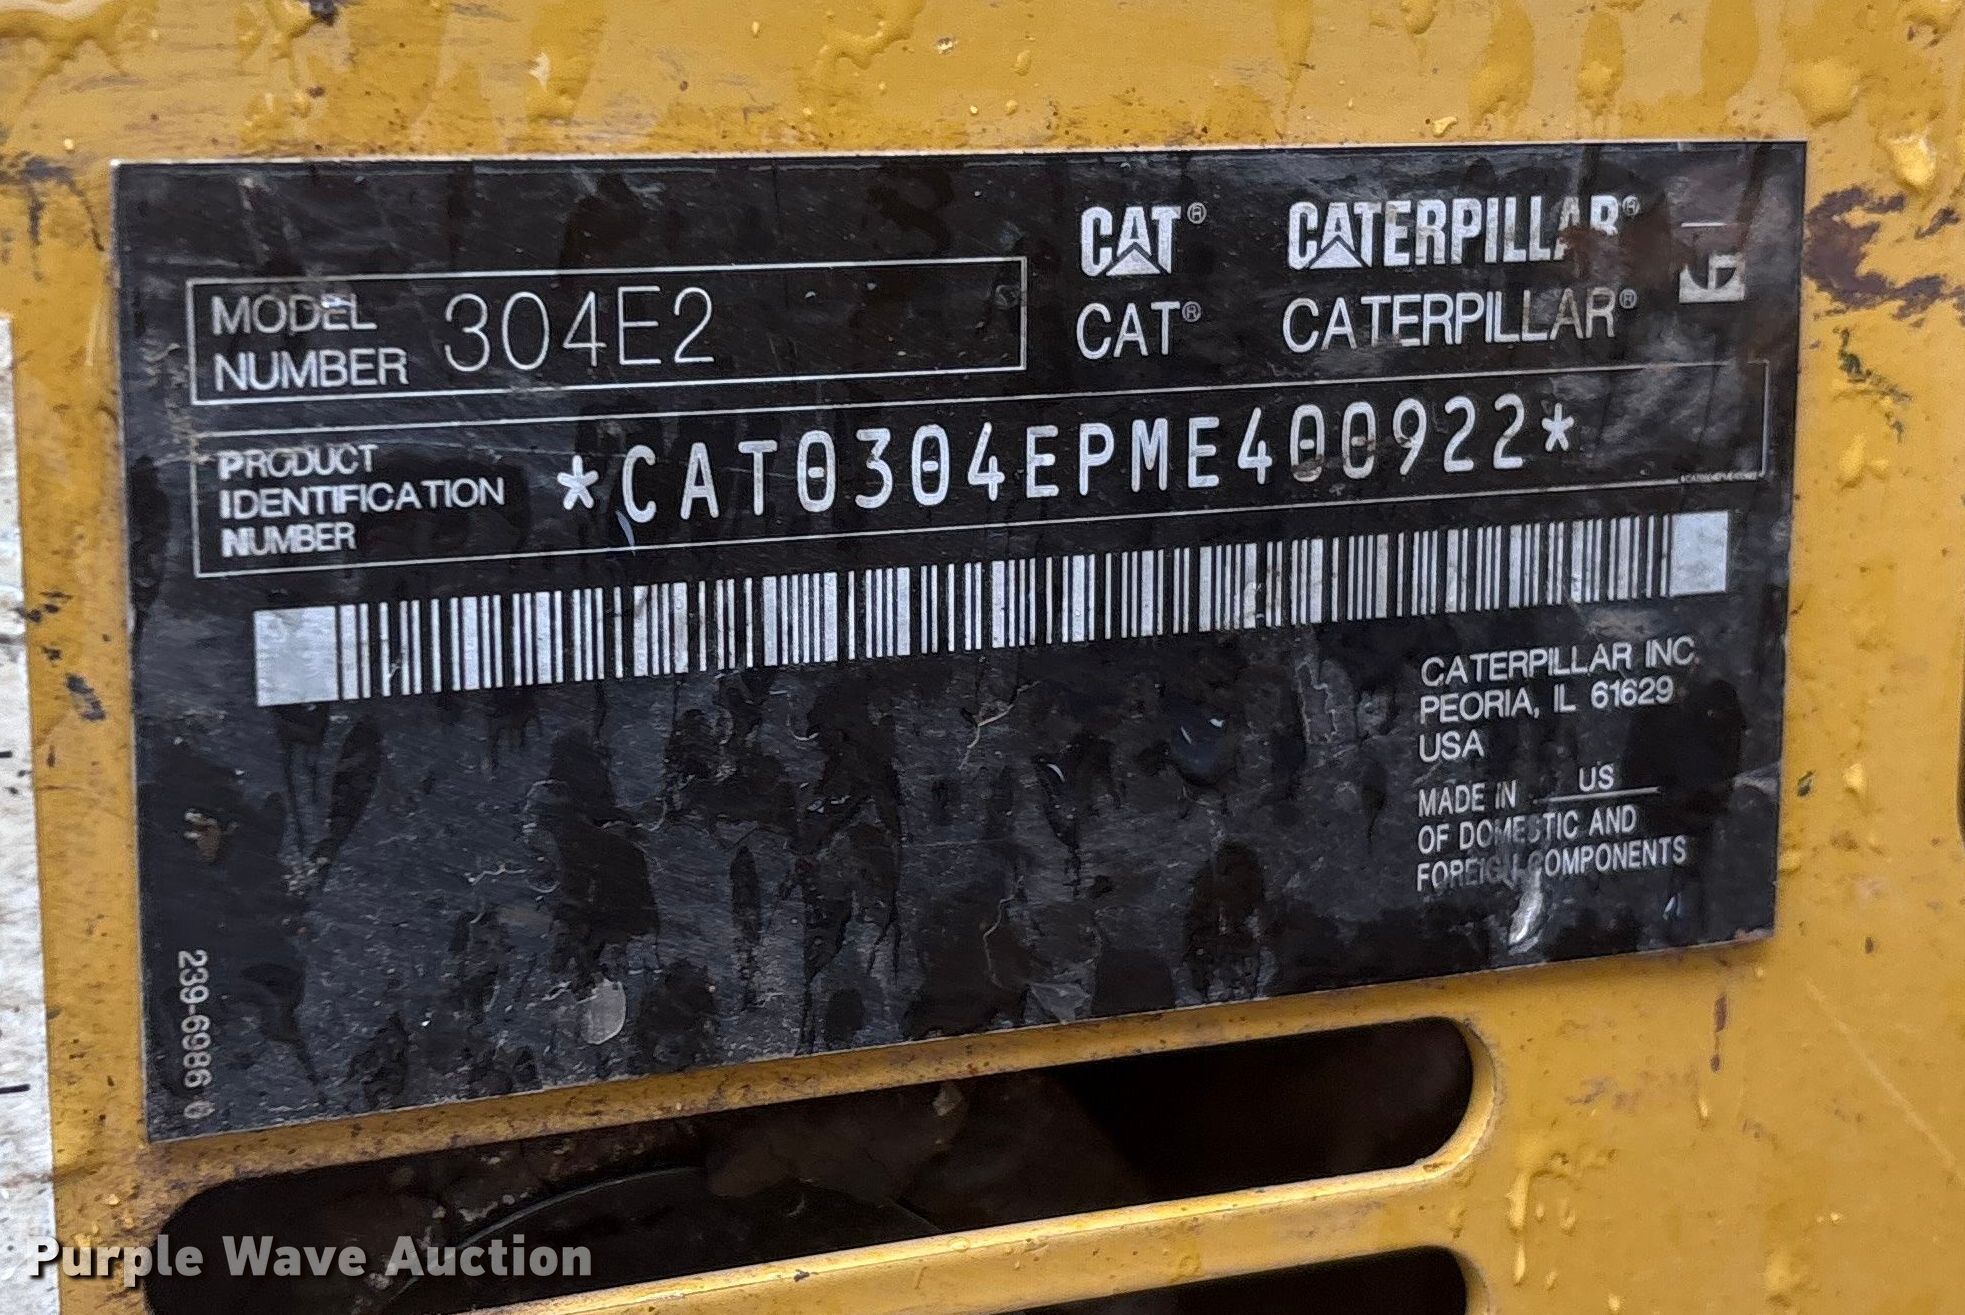 MODEL
NUMBER 304E2
CAT® CATERPILLAR®
CAT® CATERPILLAR®
PRODUCT
IDENTIFICATION
NUMBER
*CAT0304EPME400922*
CATERPILLAR INC.
PEORIA, IL 61629
USA
MADE IN US
OF DOMESTIC AND
FOREIGN COMPONENTS
239-6986 0
Purple Wave Auction